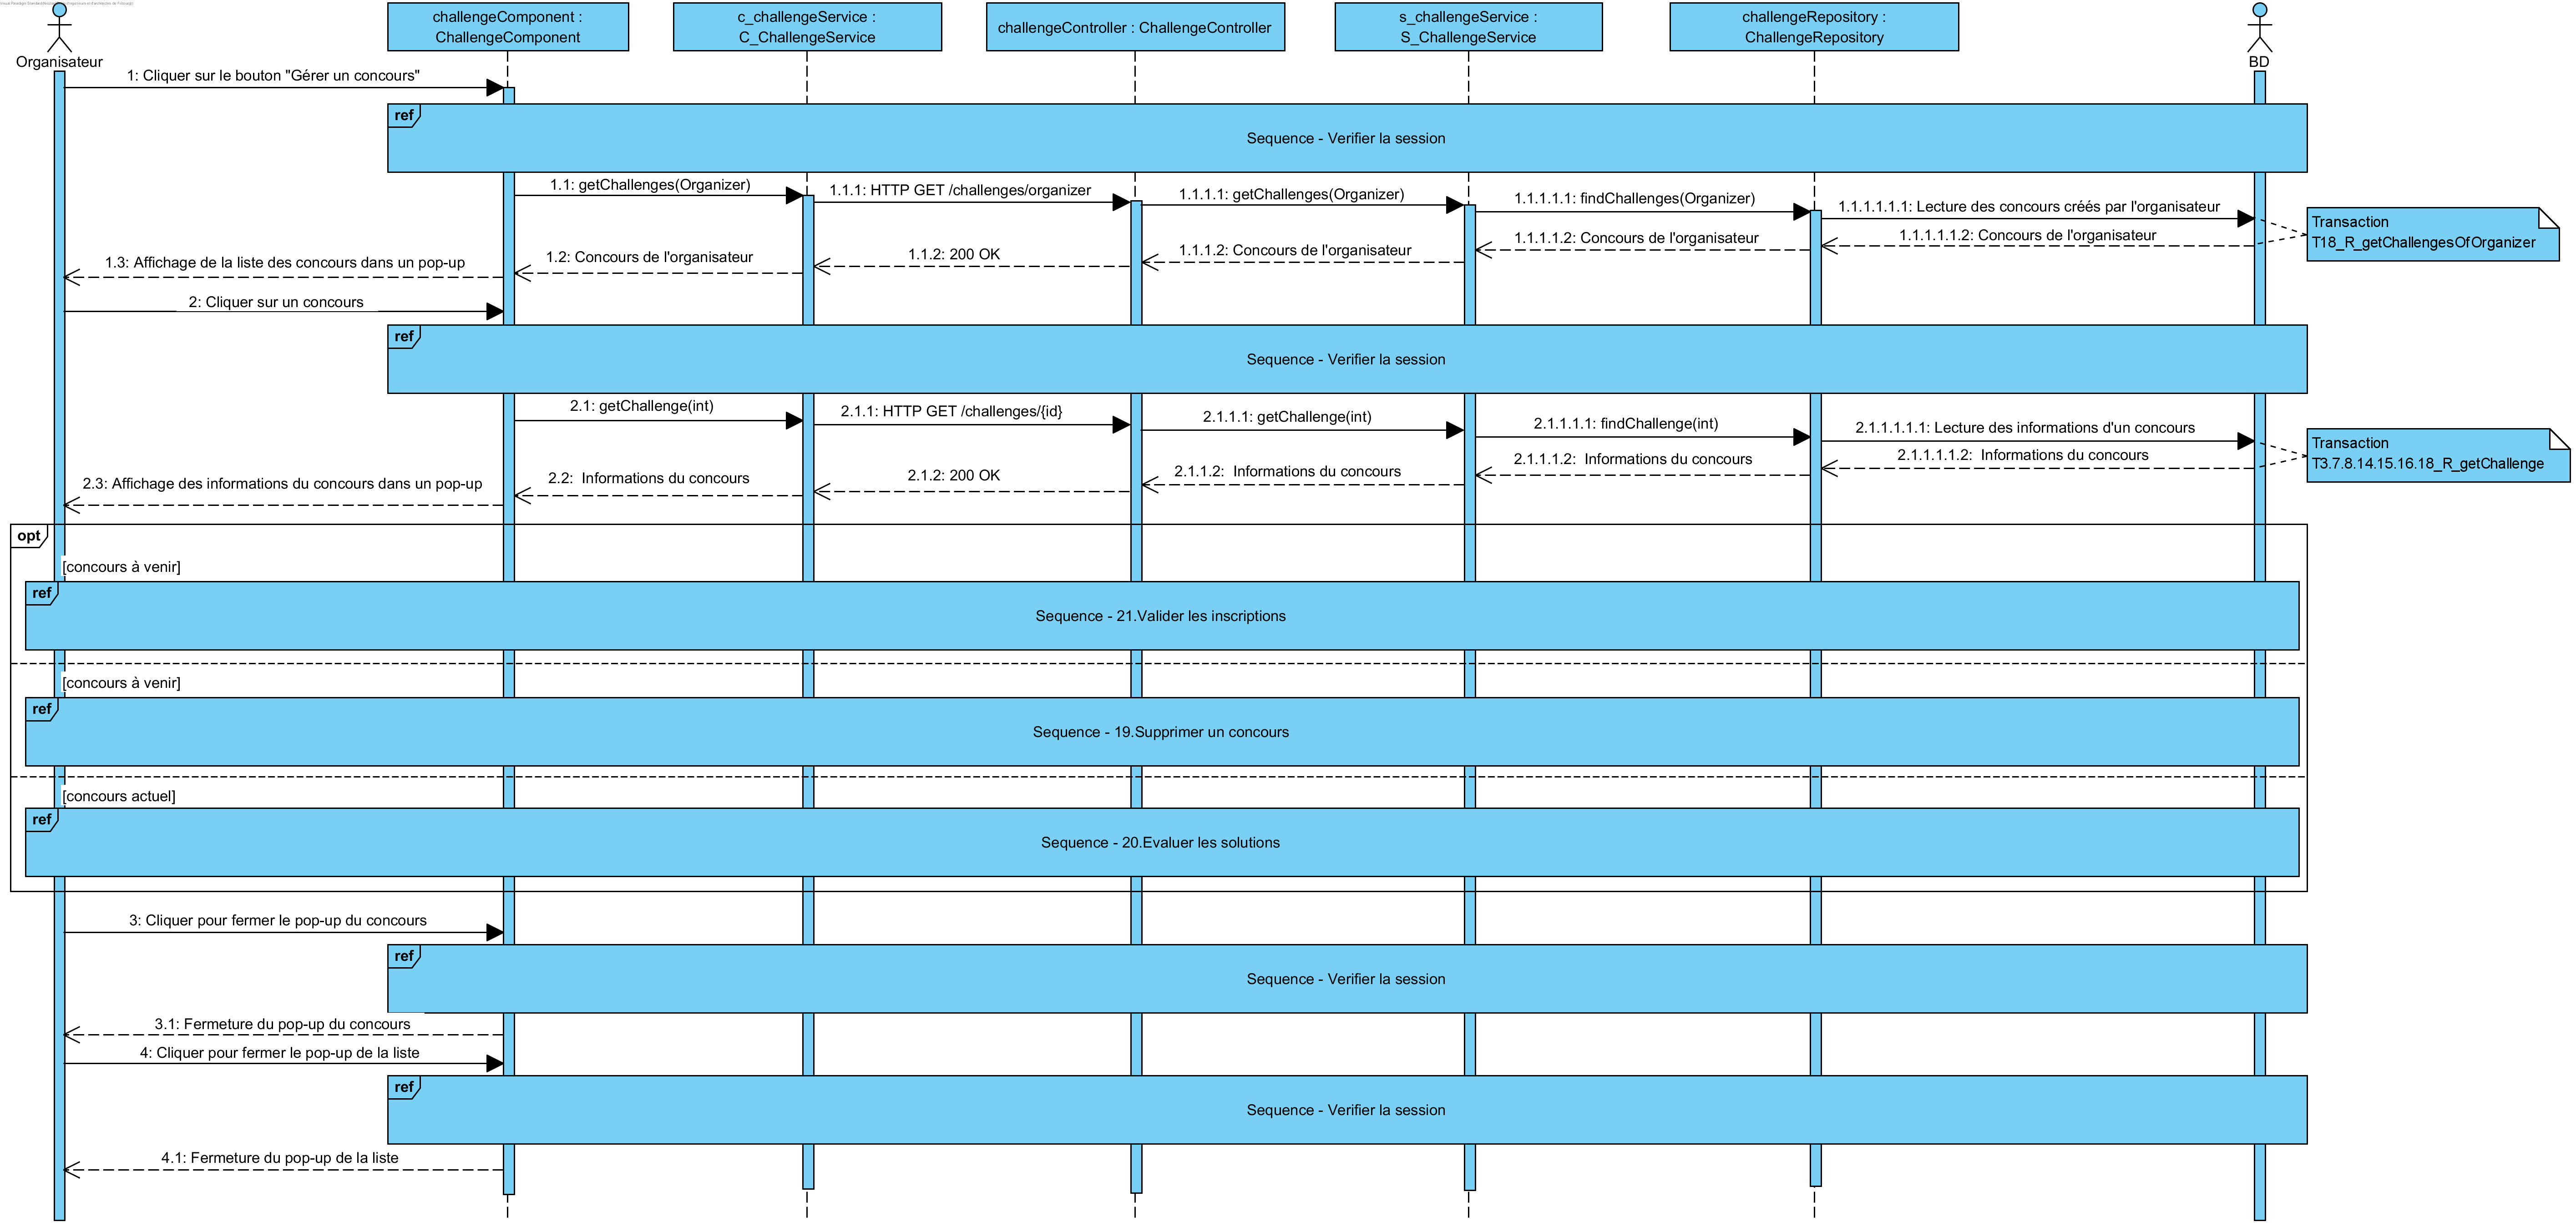 Organisateur
challengeComponent :
ChallengeComponent
c_challengeService :
C_ChallengeService
challengeController : ChallengeController
s_challengeService :
S_ChallengeService
challengeRepository :
ChallengeRepository
BD
1: Cliquer sur le bouton "Gérer un concours"
ref
Sequence - Verifier la session
1.1: getChallenges(Organizer)
1.1.1: HTTP GET /challenges/organizer
1.1.1.1: getChallenges(Organizer)
1.1.1.1.1: findChallenges(Organizer)
1.1.1.1.1.1: Lecture des concours créés par l'organisateur
Transaction
T18_R_getChallengesOfOrganizer
1.1.1.1.1.2: Concours de l'organisateur
1.1.1.1.2: Concours de l'organisateur
1.1.1.2: Concours de l'organisateur
1.1.2: 200 OK
1.2: Concours de l'organisateur
1.3: Affichage de la liste des concours dans un pop-up
2: Cliquer sur un concours
ref
Sequence - Verifier la session
2.1: getChallenge(int)
2.1.1: HTTP GET /challenges/{id}
2.1.1.1: getChallenge(int)
2.1.1.1.1: findChallenge(int)
2.1.1.1.1.1: Lecture des informations d'un concours
Transaction
T3.7.8.14.15.16.18_R_getChallenge
2.1.1.1.1.2:  Informations du concours
2.1.1.1.2:  Informations du concours
2.1.1.2:  Informations du concours
2.1.2: 200 OK
2.2:  Informations du concours
2.3: Affichage des informations du concours dans un pop-up
opt
[concours à venir]
ref
Sequence - 21.Valider les inscriptions
[concours à venir]
ref
Sequence - 19.Supprimer un concours
[concours actuel]
ref
Sequence - 20.Evaluer les solutions
3: Cliquer pour fermer le pop-up du concours
ref
Sequence - Verifier la session
3.1: Fermeture du pop-up du concours
4: Cliquer pour fermer le pop-up de la liste
ref
Sequence - Verifier la session
4.1: Fermeture du pop-up de la liste